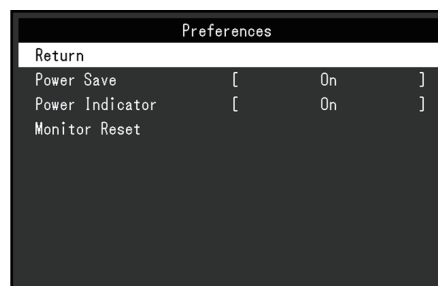 Preferences
Return
Power Save [ On ]
Power Indicator [ On ]
Monitor Reset